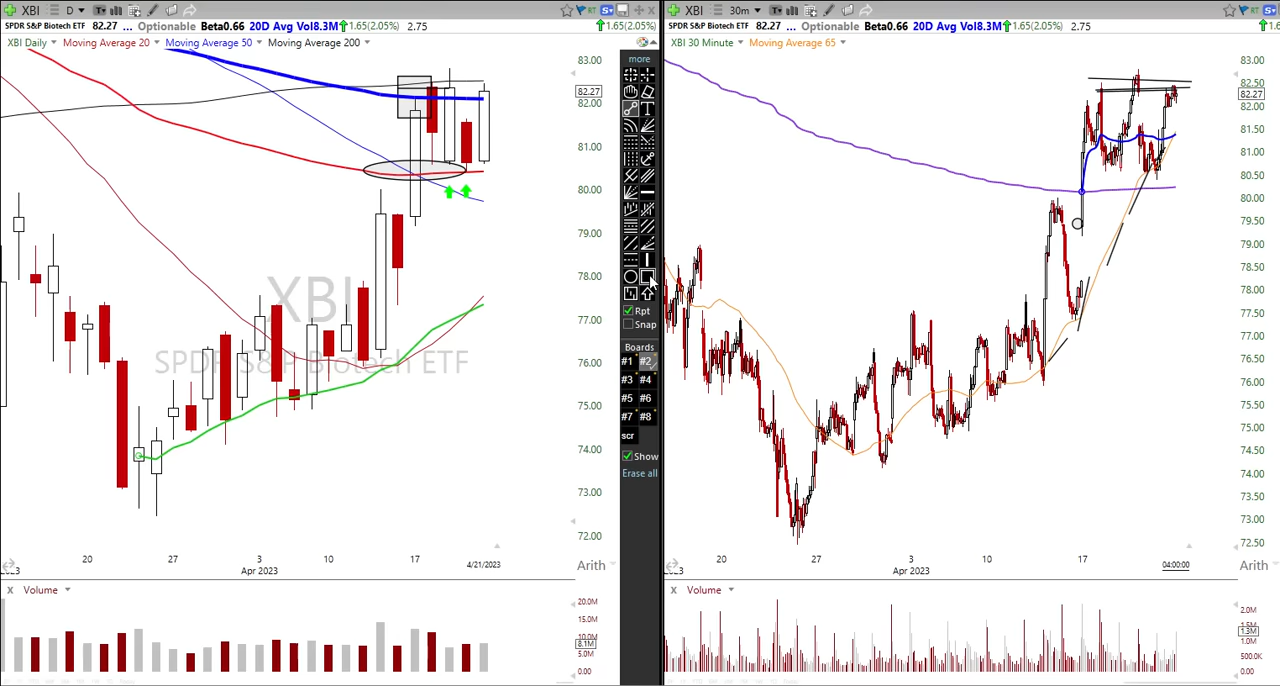 XBI D
SPDR S&P Biotech ETF 82.27 ... Optionable Beta0.66 20D Avg Vol8.3M 1.65(2.05%) 2.75 1.65(2.05%)
XBI Daily Moving Average 20 Moving Average 50 Moving Average 200
83.00
82.27
82.00
81.00
80.00
79.00
78.00
77.00
76.00
75.00
74.00
73.00
72.00
XBI
SPDR S&P Biotech ETF
20 27 3 10 17 4/21/2023
Apr 2023 Arith
X Volume
20.0M
15.0M
10.0M
8.1M
5.0M
0.00
more
T
Rpt
Snap
Boards
#1 #2
#3 #4
#5 #6
#7 #8
scr
Show
Erase all
XBI 30m
SPDR S&P Biotech ETF 82.27 ... Optionable Beta0.66 20D Avg Vol8.3M 1.65(2.05%) 2.75
XBI 30 Minute Moving Average 65
83.00
82.50
82.27
82.00
81.50
81.00
80.50
80.00
79.50
79.00
78.50
78.00
77.50
77.00
76.50
76.00
75.50
75.00
74.50
74.00
73.50
73.00
72.50
20 27 3 10 17 04:00:00
Apr 2023 Arith
X Volume
2.0M
1.3M
500.0K
0.00